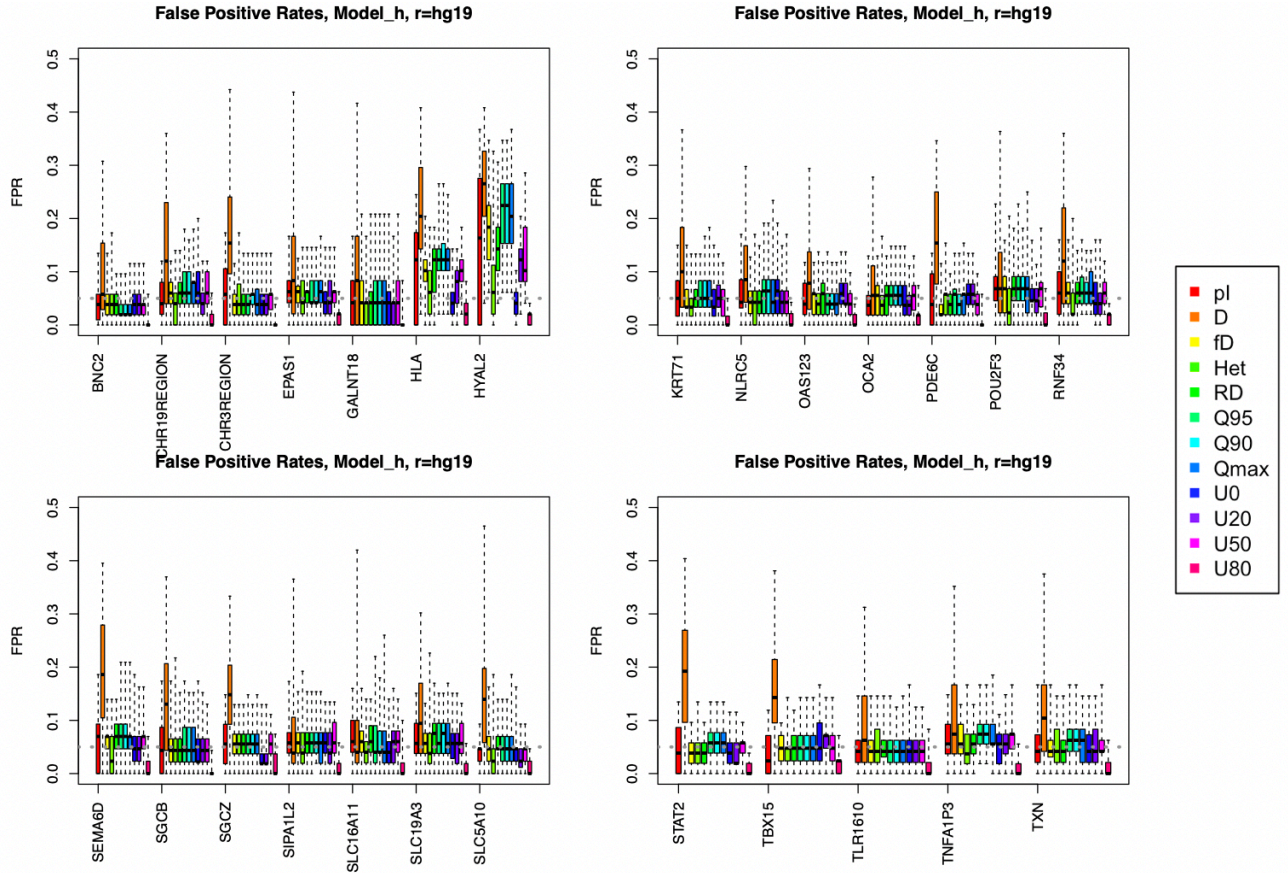 False Positive Rates, Model_h, r=hg19
FPR
0.5
0.4
0.3
0.2
0.1
0.0
BNC2
CHR19REGION
CHR3REGION
EPAS1
GALNT18
HLA
HYAL2
False Positive Rates, Model_h, r=hg19
FPR
0.5
0.4
0.3
0.2
0.1
0.0
KRT71
NLRC5
OAS123
OCA2
PDE6C
POU2F3
RNF34
pI
D
fD
Het
RD
Q95
Q90
Qmax
U0
U20
U50
U80
False Positive Rates, Model_h, r=hg19
FPR
0.5
0.4
0.3
0.2
0.1
0.0
SEMA6D
SGCB
SGCZ
SIPA1L2
SLC16A11
SLC19A3
SLC5A10
False Positive Rates, Model_h, r=hg19
FPR
0.5
0.4
0.3
0.2
0.1
0.0
STAT2
TBX15
TLR1610
TNFA1P3
TXN